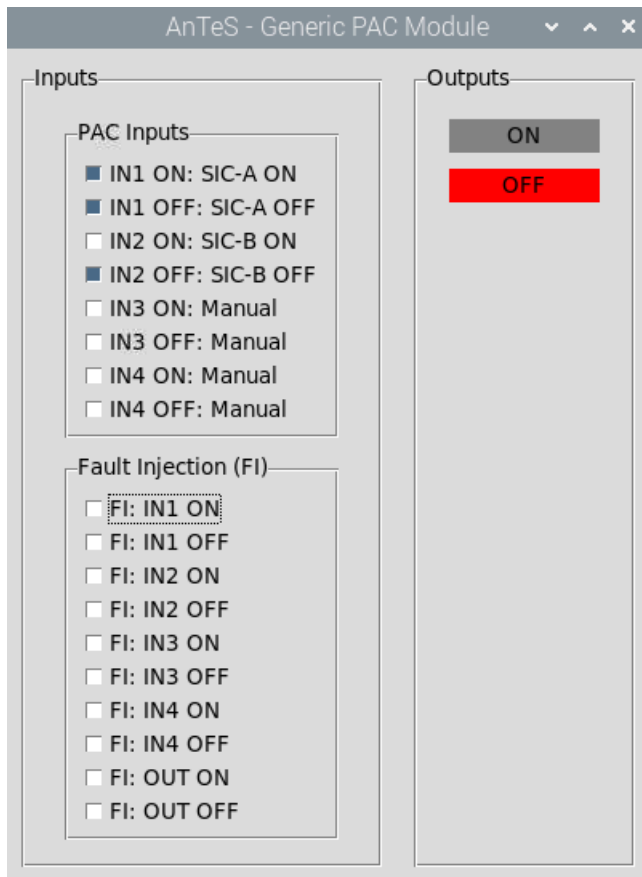 AnTeS - Generic PAC Module
Inputs
PAC Inputs
IN1 ON: SIC-A ON
IN1 OFF: SIC-A OFF
IN2 ON: SIC-B ON
IN2 OFF: SIC-B OFF
IN3 ON: Manual
IN3 OFF: Manual
IN4 ON: Manual
IN4 OFF: Manual
Fault Injection (FI)
FI: IN1 ON
FI: IN1 OFF
FI: IN2 ON
FI: IN2 OFF
FI: IN3 ON
FI: IN3 OFF
FI: IN4 ON
FI: IN4 OFF
FI: OUT ON
FI: OUT OFF
Outputs
ON
OFF